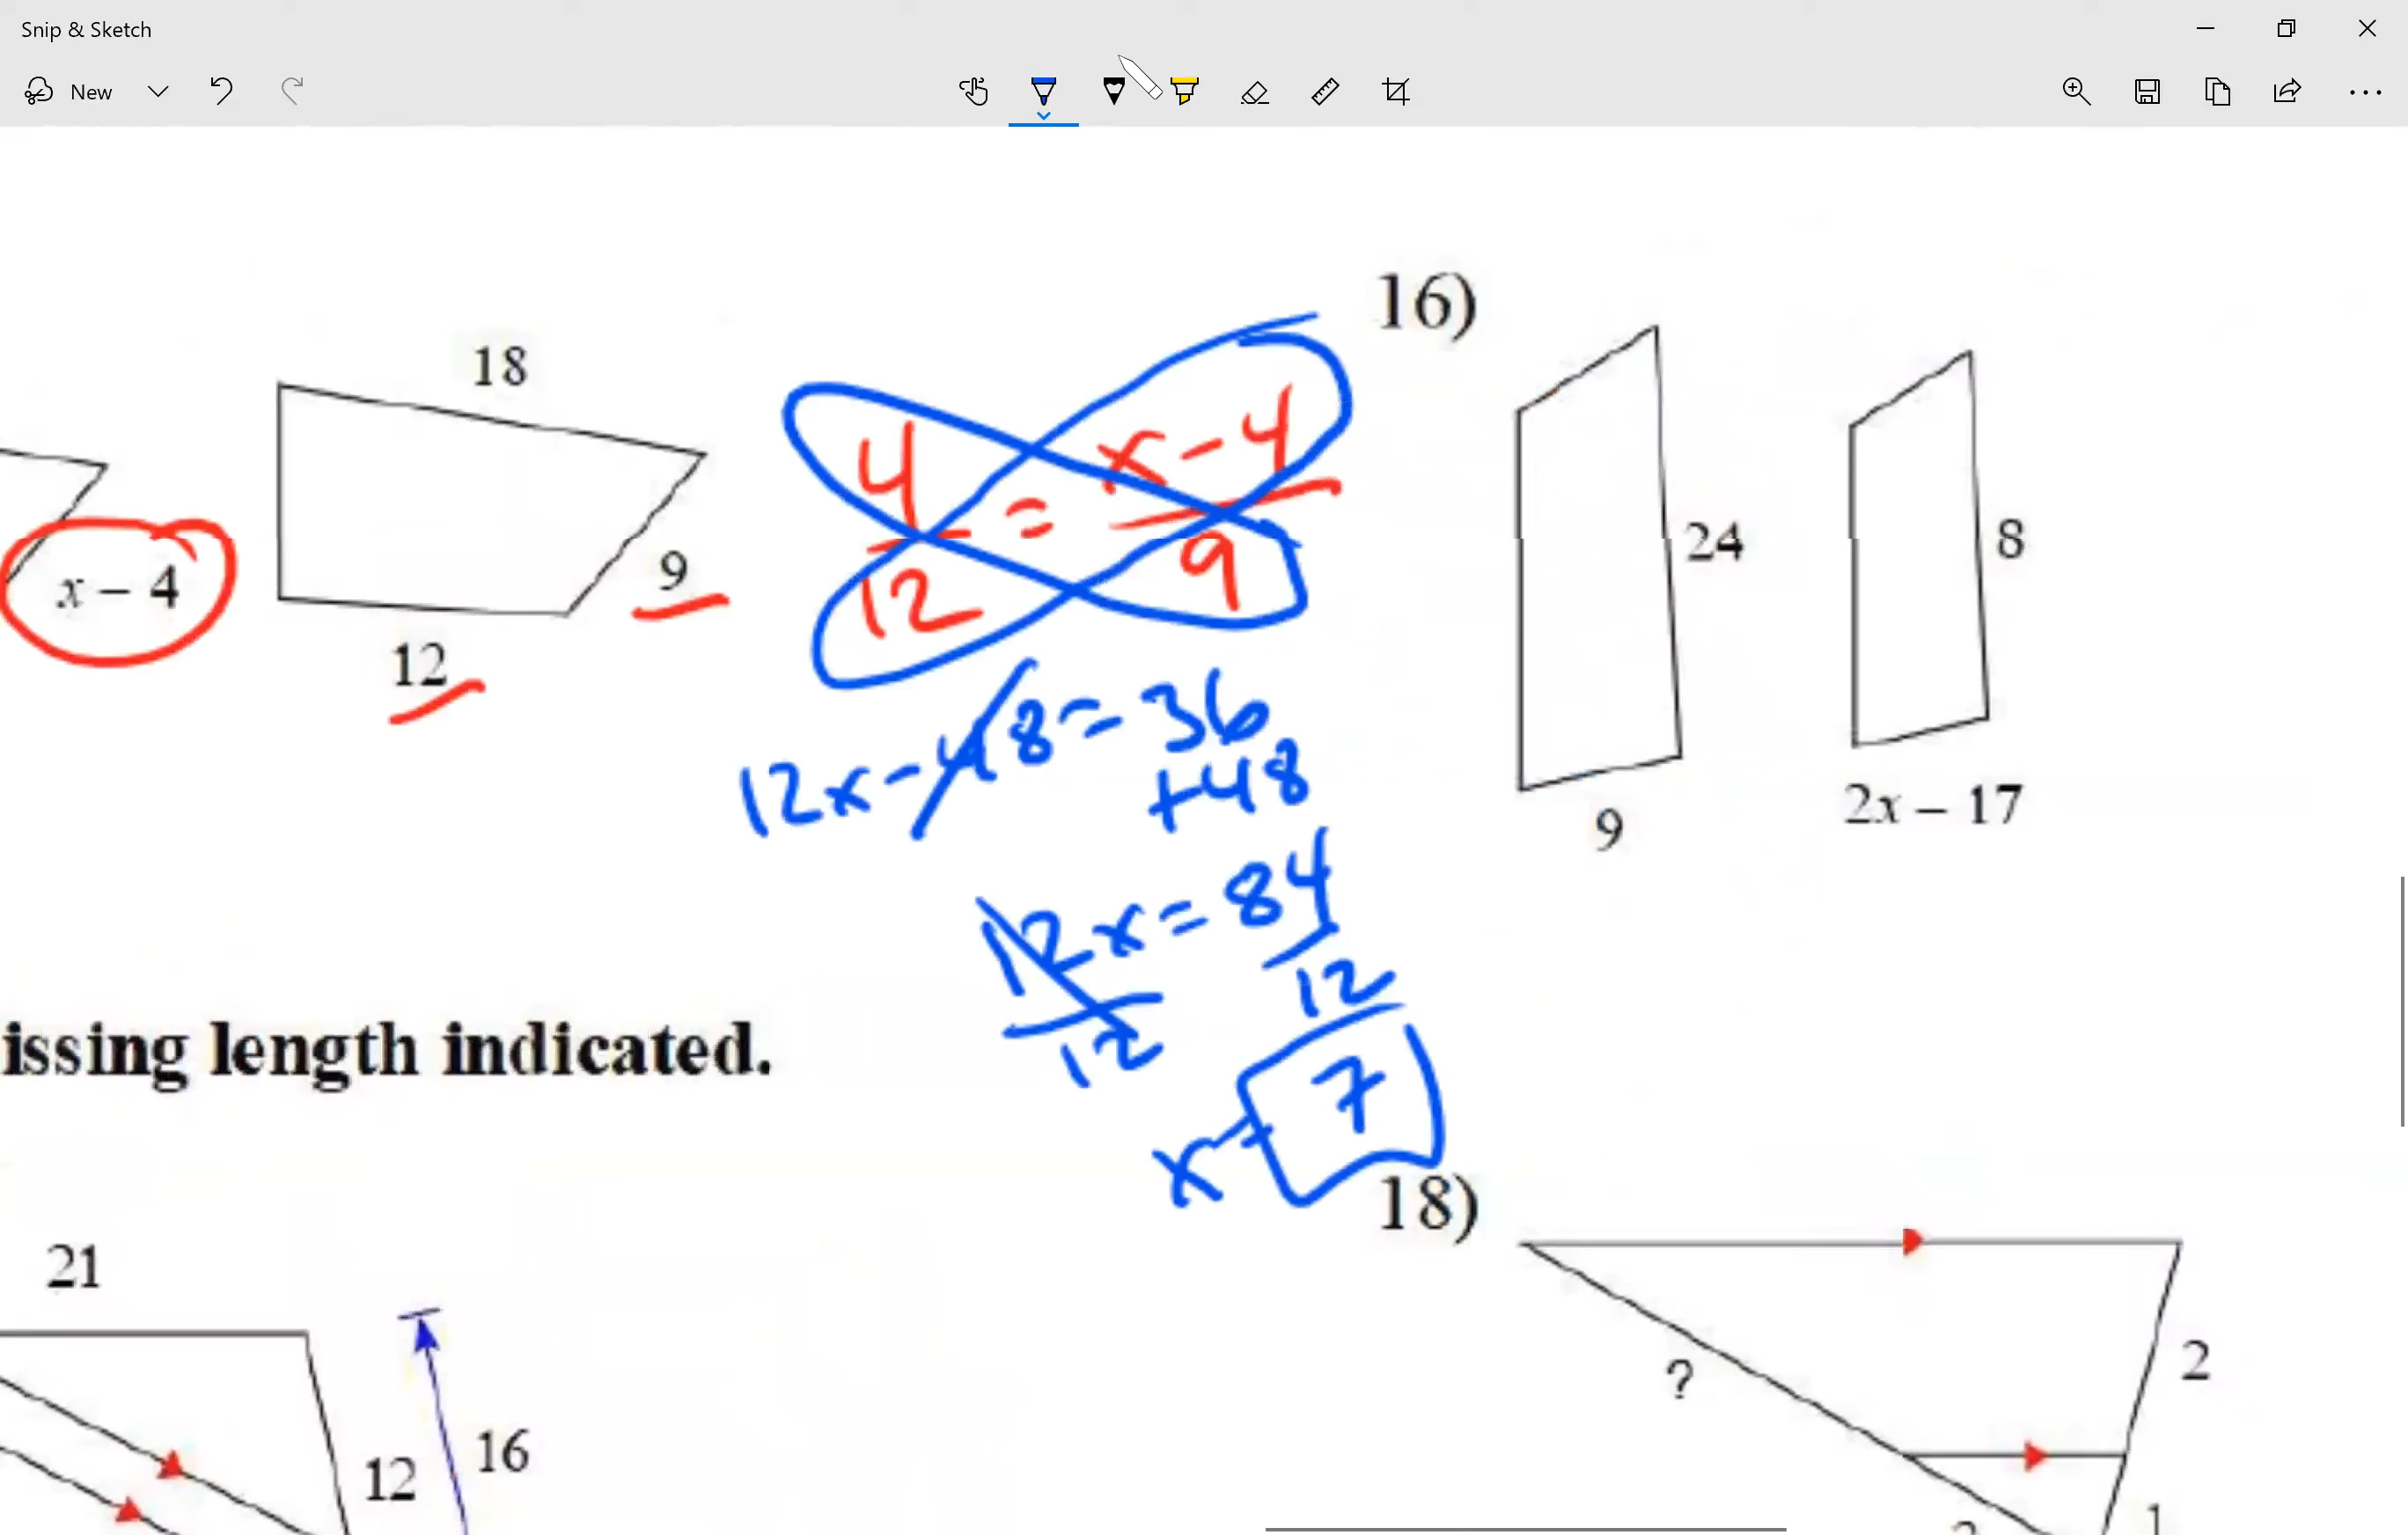 Snip & Sketch
New
16)
18
x – 4
9
12
4/12 = x - 4/9
24
8
9
2x – 17
12x - 48 = 36
+48
12x = 84
12
12
x = 7
issing length indicated.
21
12
16
18)
?
2
1